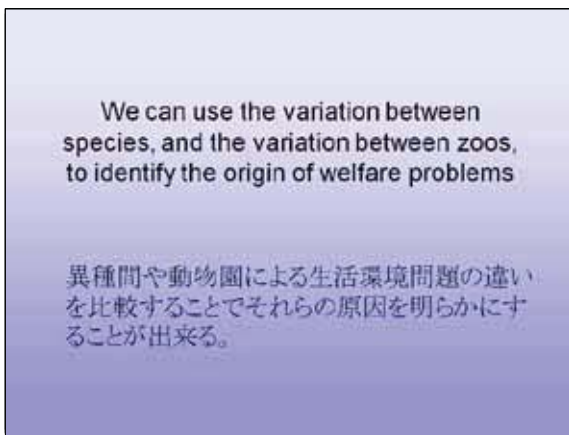 We can use the variation between
species, and the variation between zoos,
to identify the origin of welfare problems
異種間や動物園による生活環境問題の違い
を比較することでそれらの原因を明らかにす
ることが出来る。